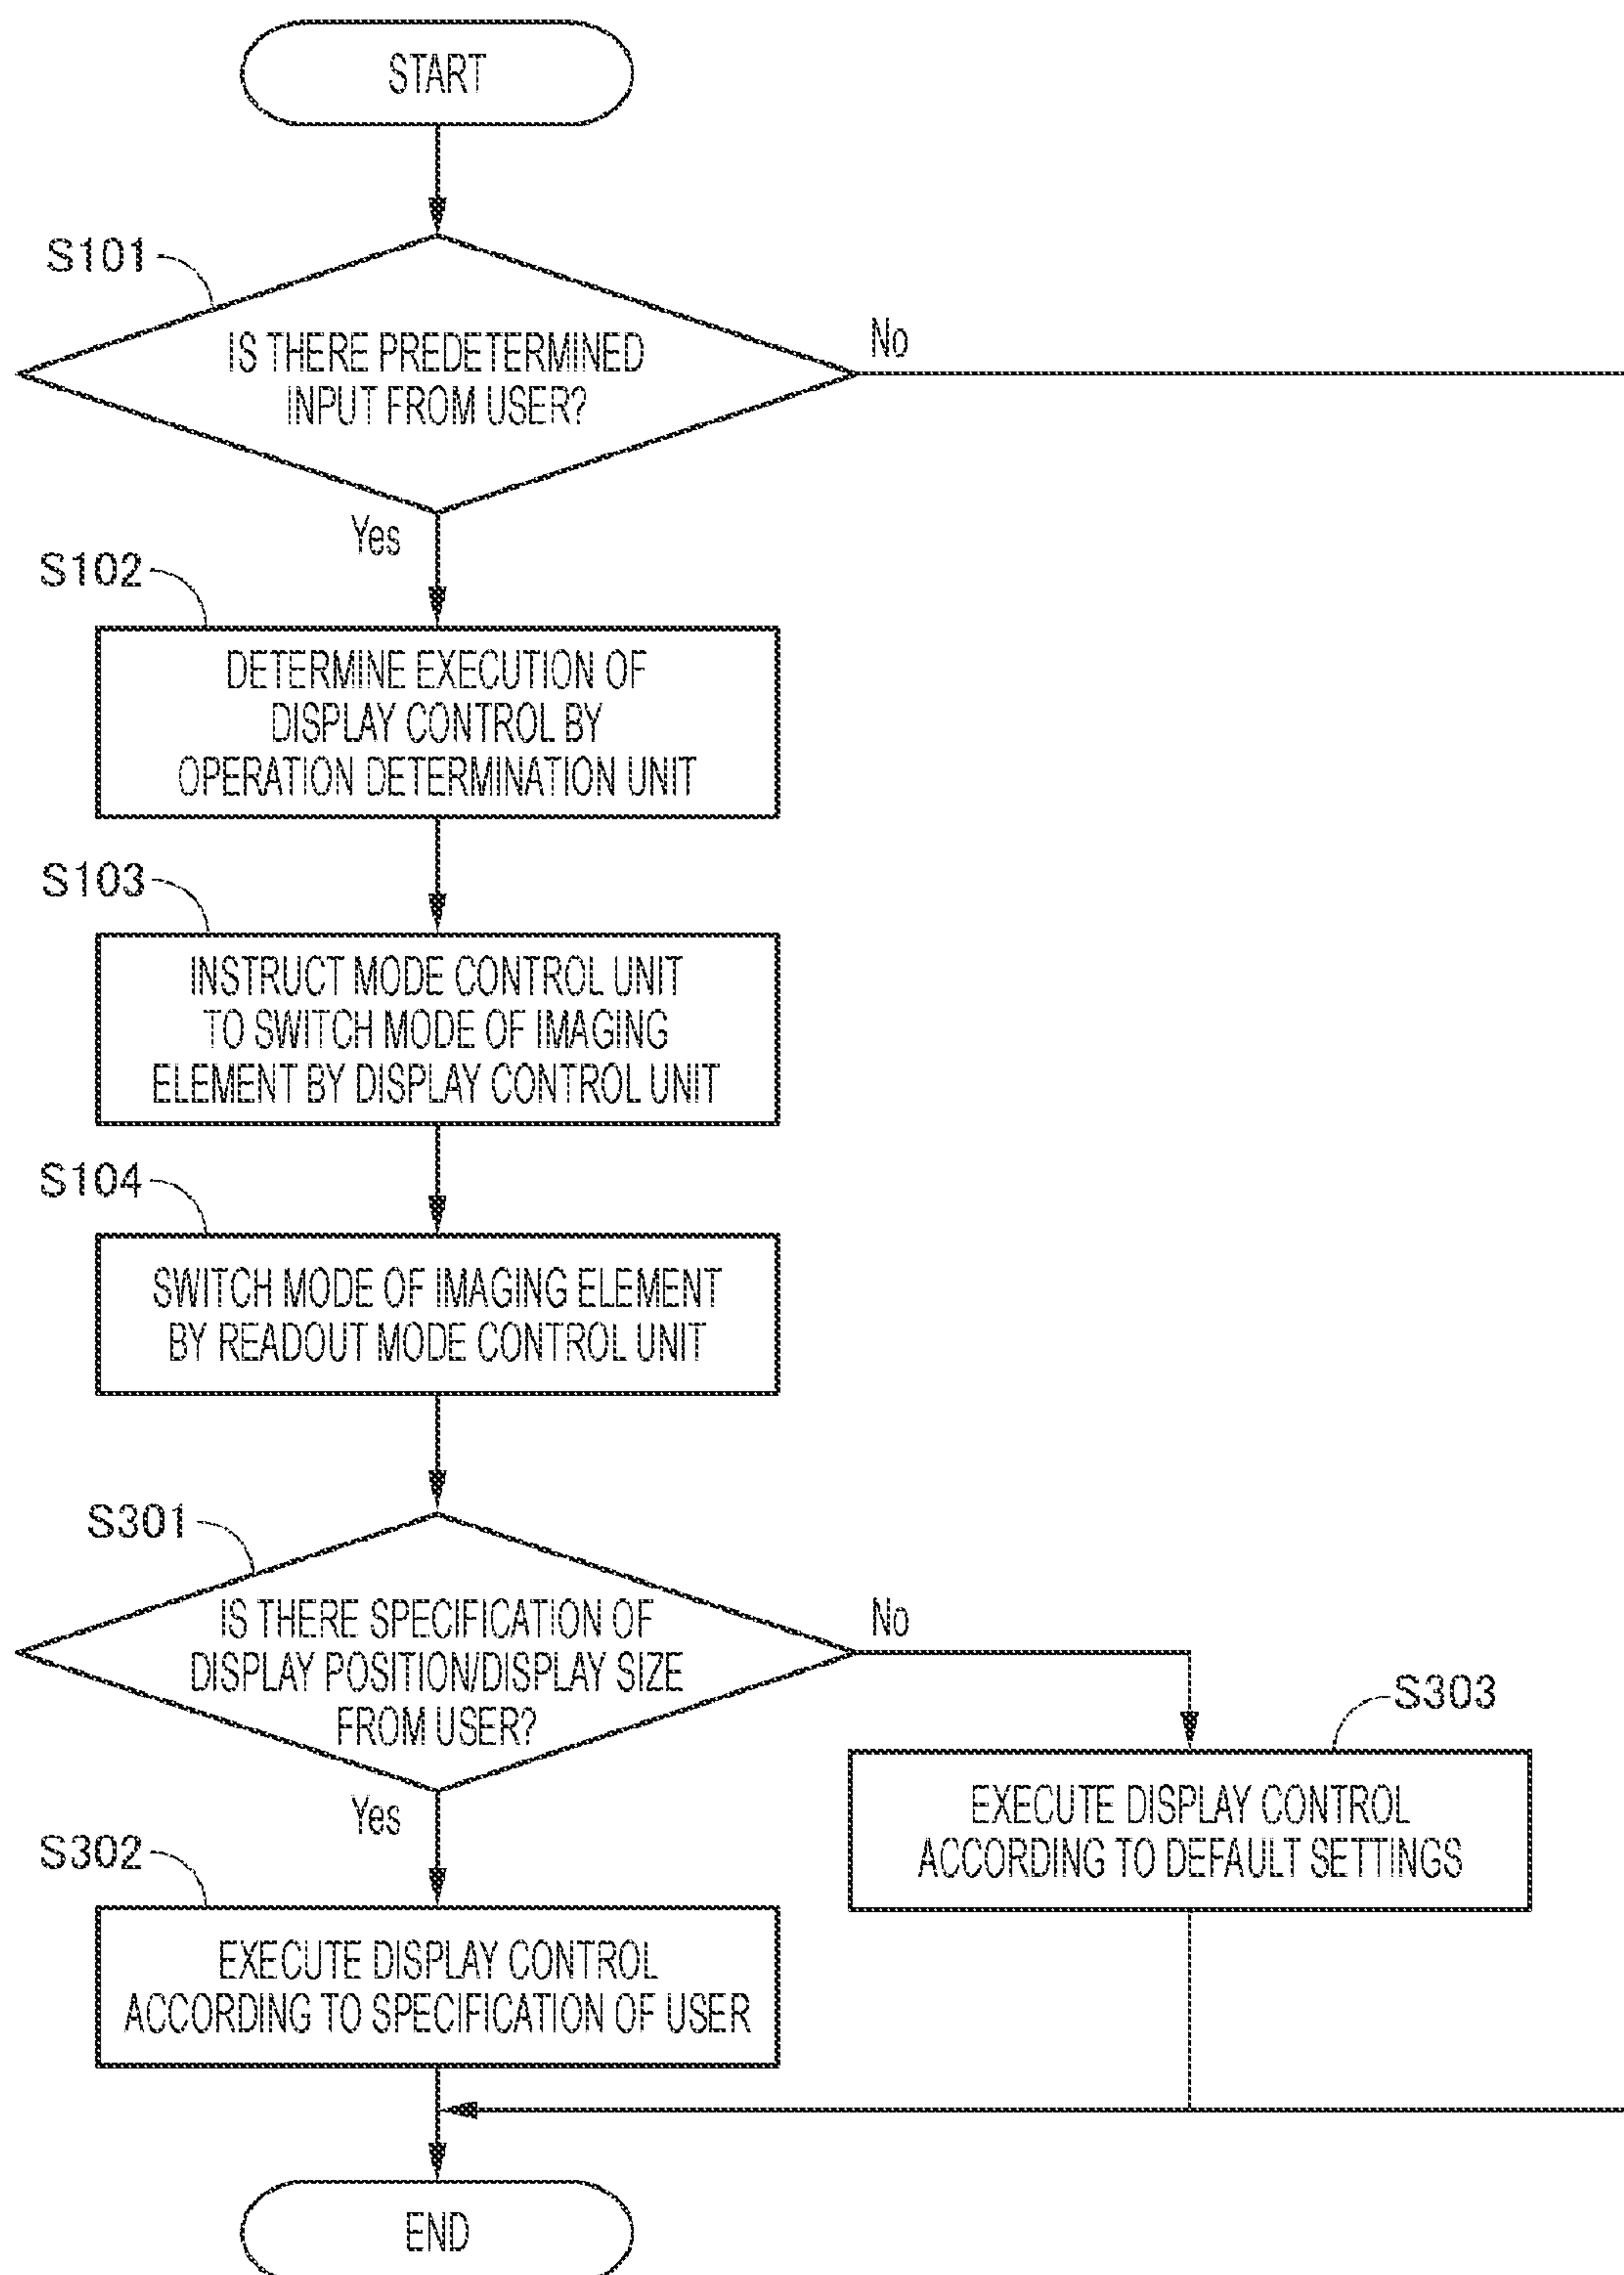 START
S101
IS THERE PREDETERMINED
INPUT FROM USER?
No
Yes
S102
DETERMINE EXECUTION OF
DISPLAY CONTROL BY
OPERATION DETERMINATION UNIT
S103
INSTRUCT MODE CONTROL UNIT
TO SWITCH MODE OF IMAGING
ELEMENT BY DISPLAY CONTROL UNIT
S104
SWITCH MODE OF IMAGING ELEMENT
BY READOUT MODE CONTROL UNIT
S301
IS THERE SPECIFICATION OF
DISPLAY POSITION/DISPLAY SIZE
FROM USER?
No
Yes
S303
EXECUTE DISPLAY CONTROL
ACCORDING TO DEFAULT SETTINGS
S302
EXECUTE DISPLAY CONTROL
ACCORDING TO SPECIFICATION OF USER
END